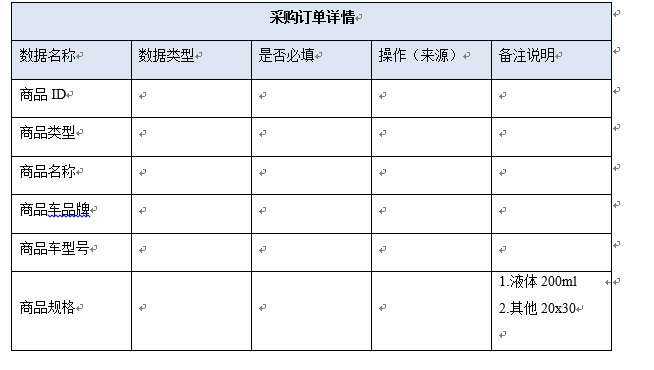 采购订单详情
数据名称 数据类型 是否必填 操作（来源） 备注说明
商品 ID
商品类型
商品名称
商品车品牌
商品车型号
商品规格
1.液体 200ml
2.其他 20x30